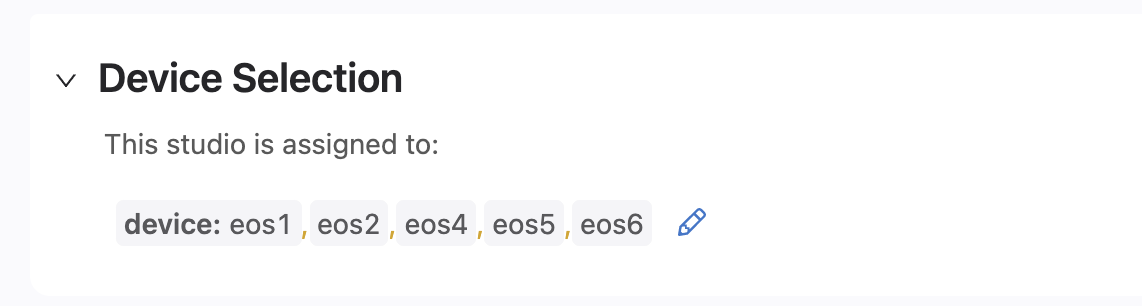 Device Selection
This studio is assigned to:
device: eos1, eos2, eos4, eos5, eos6